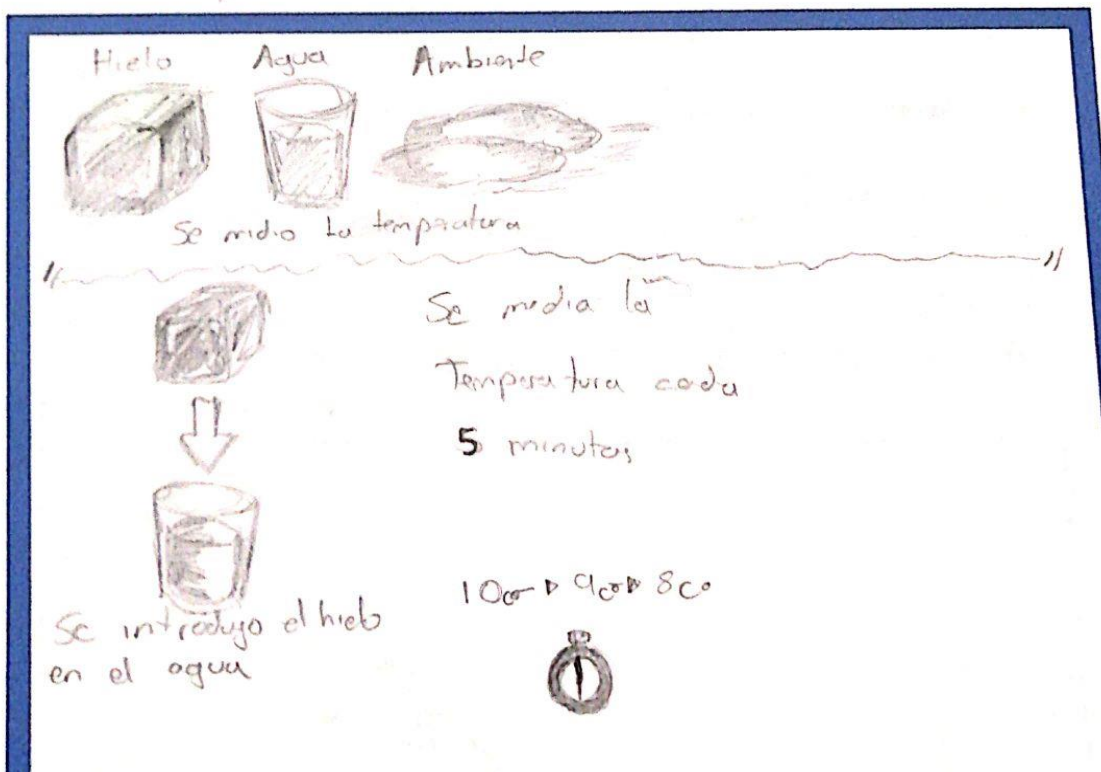 Hielo Agua Ambiente
Se midio la temperatura
Se media la
Temperatura cada
5 minutos
10c° 9c° 8c°
Se introdujo el hielo
en el agua